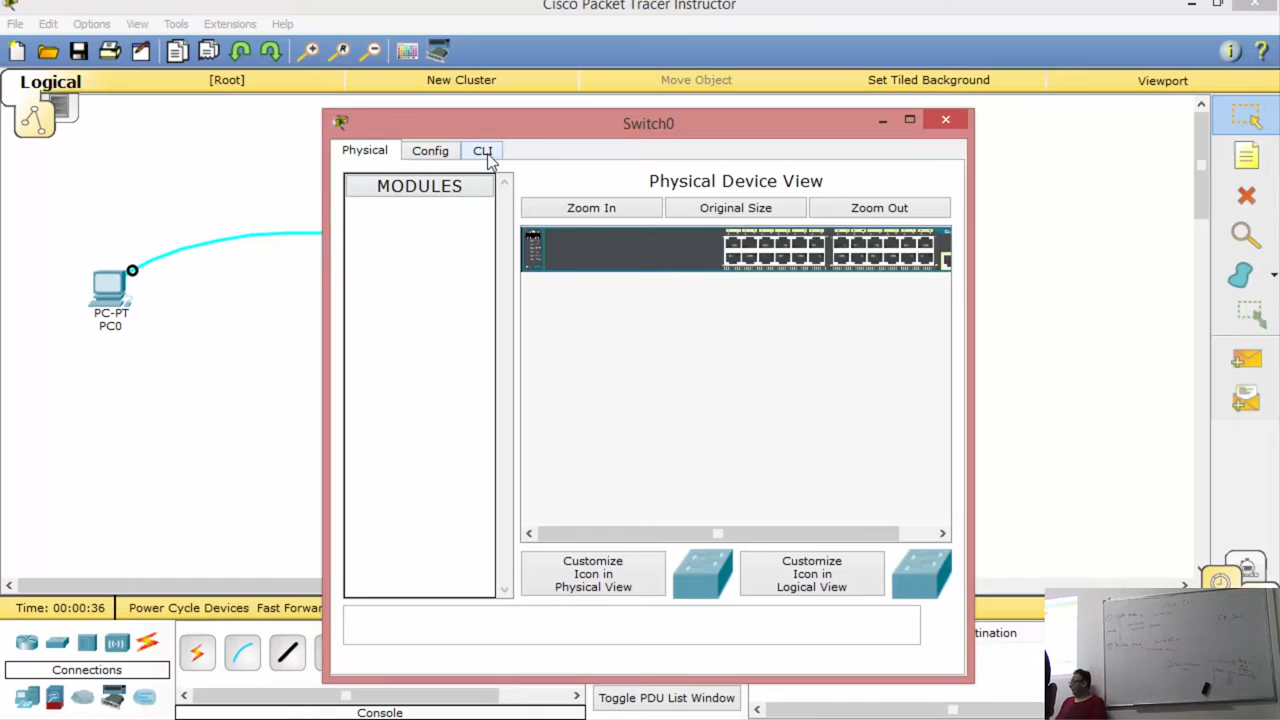 Cisco Packet Tracer Instructor
File Edit Options View Tools Extensions Help
Logical [Root] New Cluster Move Object Set Tiled Background Viewport
Switch0
Physical Config CLI
MODULES
Physical Device View
Zoom In Original Size Zoom Out
PC-PT
PC0
Customize
Icon in
Physical View
Customize
Icon in
Logical View
Time: 00:00:36 Power Cycle Devices Fast Forwar
tination
Connections
Toggle PDU List Window
Console